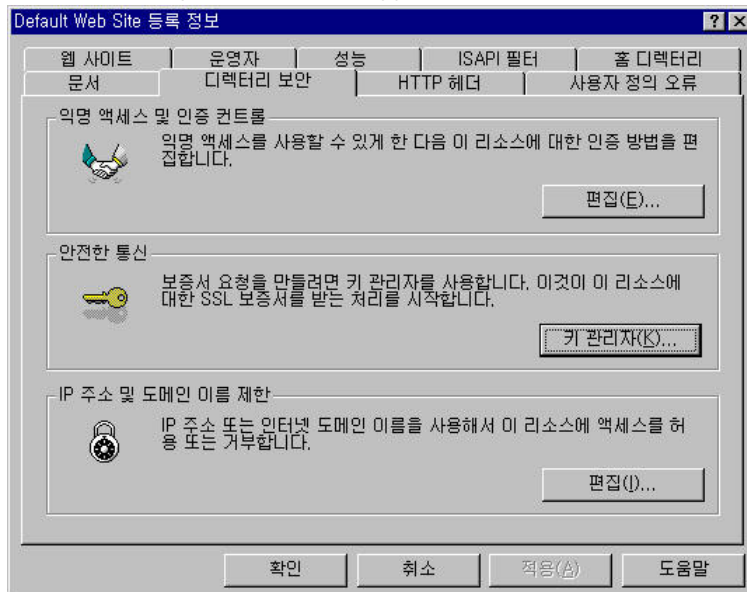 Default Web Site 등록 정보
웹 사이트 운영자 성능 ISAPI 필터 홈 디렉터리
문서 디렉터리 보안 HTTP 헤더 사용자 정의 오류
익명 액세스 및 인증 컨트롤
익명 액세스를 사용할 수 있게 한 다음 이 리소스에 대한 인증 방법을 편
집합니다.
편집(E)...
안전한 통신
보증서 요청을 만들려면 키 관리자를 사용합니다. 이것이 이 리소스에
대한 SSL 보증서를 받는 처리를 시작합니다.
키 관리자(K)...
IP 주소 및 도메인 이름 제한
IP 주소 또는 인터넷 도메인 이름을 사용해서 이 리소스에 액세스를 허
용 또는 거부합니다.
편집(I)...
확인 취소 적용(A) 도움말